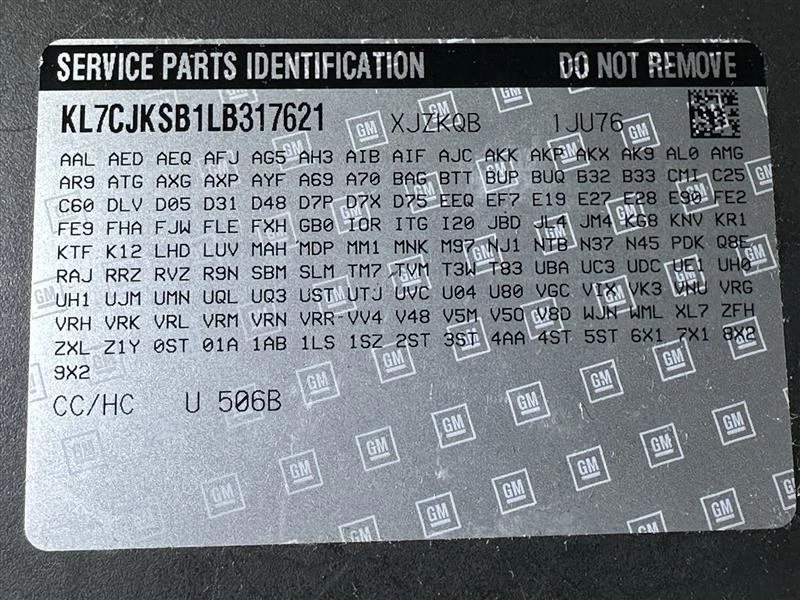 SERVICE PARTS IDENTIFICATION DO NOT REMOVE
KL7CJKSB1LB317621 XJZKQB 1JU76
AAL AED AEQ AFJ AG5 AH3 AIB AIF AJC AKK AKP AKX AK9 AL0 AMG
AR9 ATG AXG AXP AYF A69 A70 BAG BTT BUP BUQ B32 B33 CMI C25
C60 DLV D05 D31 D48 D7P D7X D75 EEQ EF7 E19 E27 E28 E90 FE2
FE9 FHA FJW FLE FXH GB0 IOR ITG I20 JBD JL4 JM4 KG8 KNV KR1
KTF K12 LHD LUV MAH MDP MM1 MNK M97 NJ1 NTB N37 N45 PDK Q8E
RAJ RRZ RVZ R9N SBM SLM TM7 TVM T3W T83 UBA UC3 UDC UE1 UH0
UH1 UJM UMN UQL UQ3 UST UTJ UVC U04 U80 VGC VIX VK3 VNU VRG
VRH VRK VRL VRM VRN VRR VV4 V48 V5M V5Q V8D WJN WML XL7 ZFH
ZXL Z1Y 0ST 01A 1AB 1LS 1SZ 2ST 3ST 4AA 4ST 5ST 6X1 7X1 8X2
9X2
CC/HC U 506B